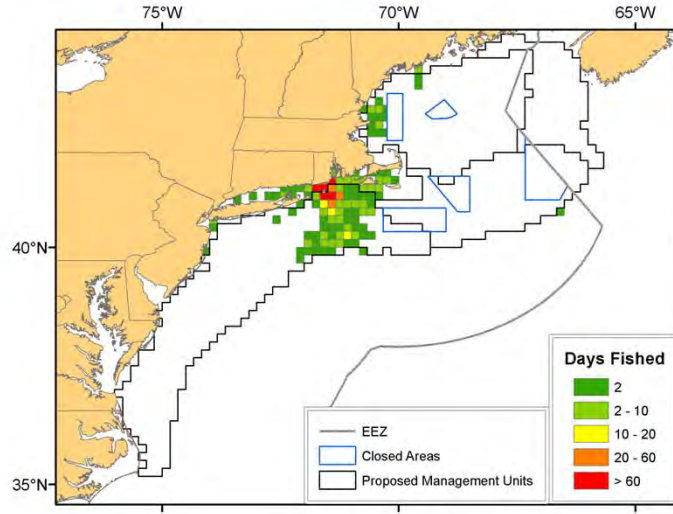 75°W 70°W 65°W
40°N
35°N
Days Fished
2
2 - 10
10 - 20
20 - 60
> 60
EEZ
Closed Areas
Proposed Management Units